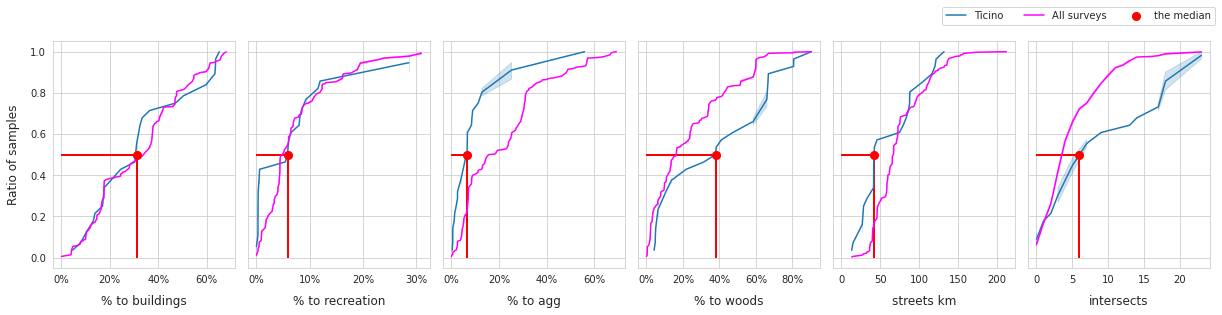 Ticino All surveys the median
Ratio of samples
1.0
0.8
0.6
0.4
0.2
0.0
0% 20% 40% 60%
0% 10% 20% 30%
0% 20% 40% 60%
0% 20% 40% 60% 80%
0 50 100 150 200
0 5 10 15 20
% to buildings
% to recreation
% to agg
% to woods
streets km
intersects